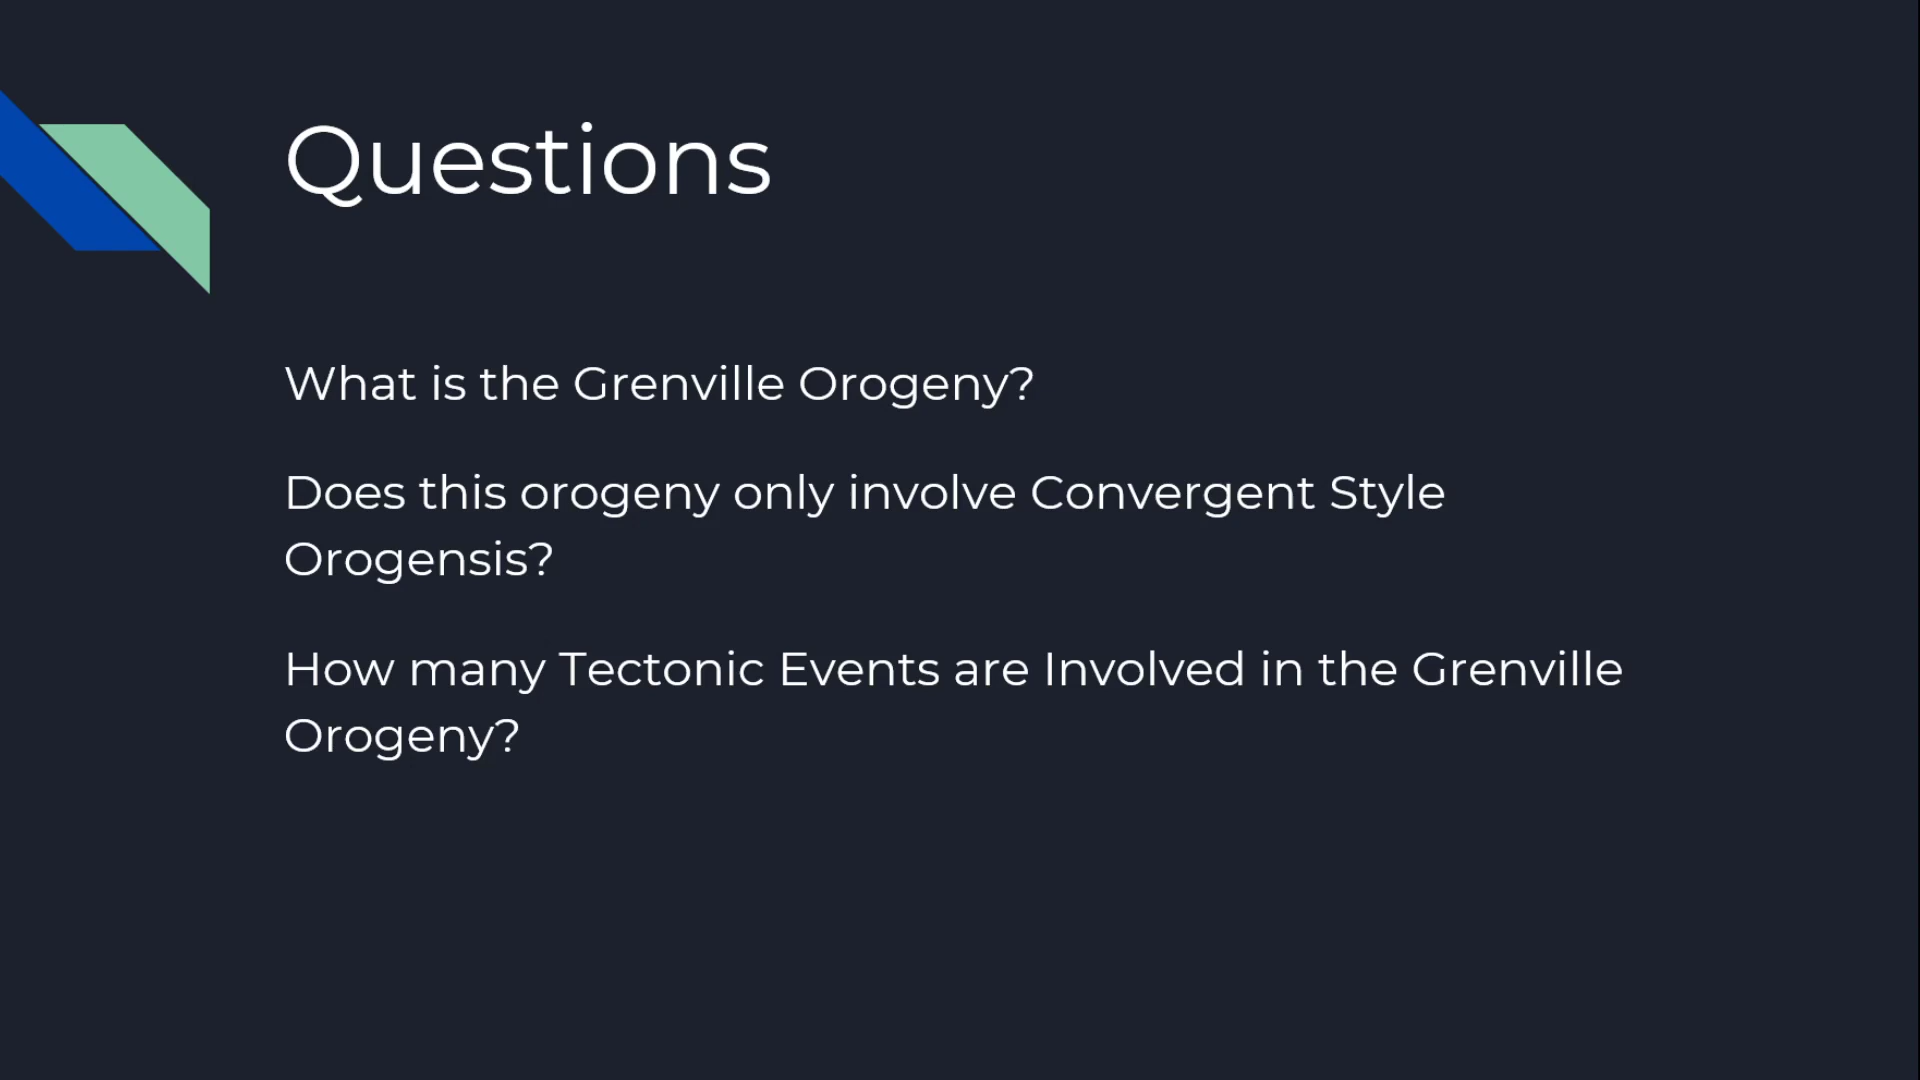 Questions
What is the Grenville Orogeny?
Does this orogeny only involve Convergent Style
Orogensis?
How many Tectonic Events are Involved in the Grenville
Orogeny?